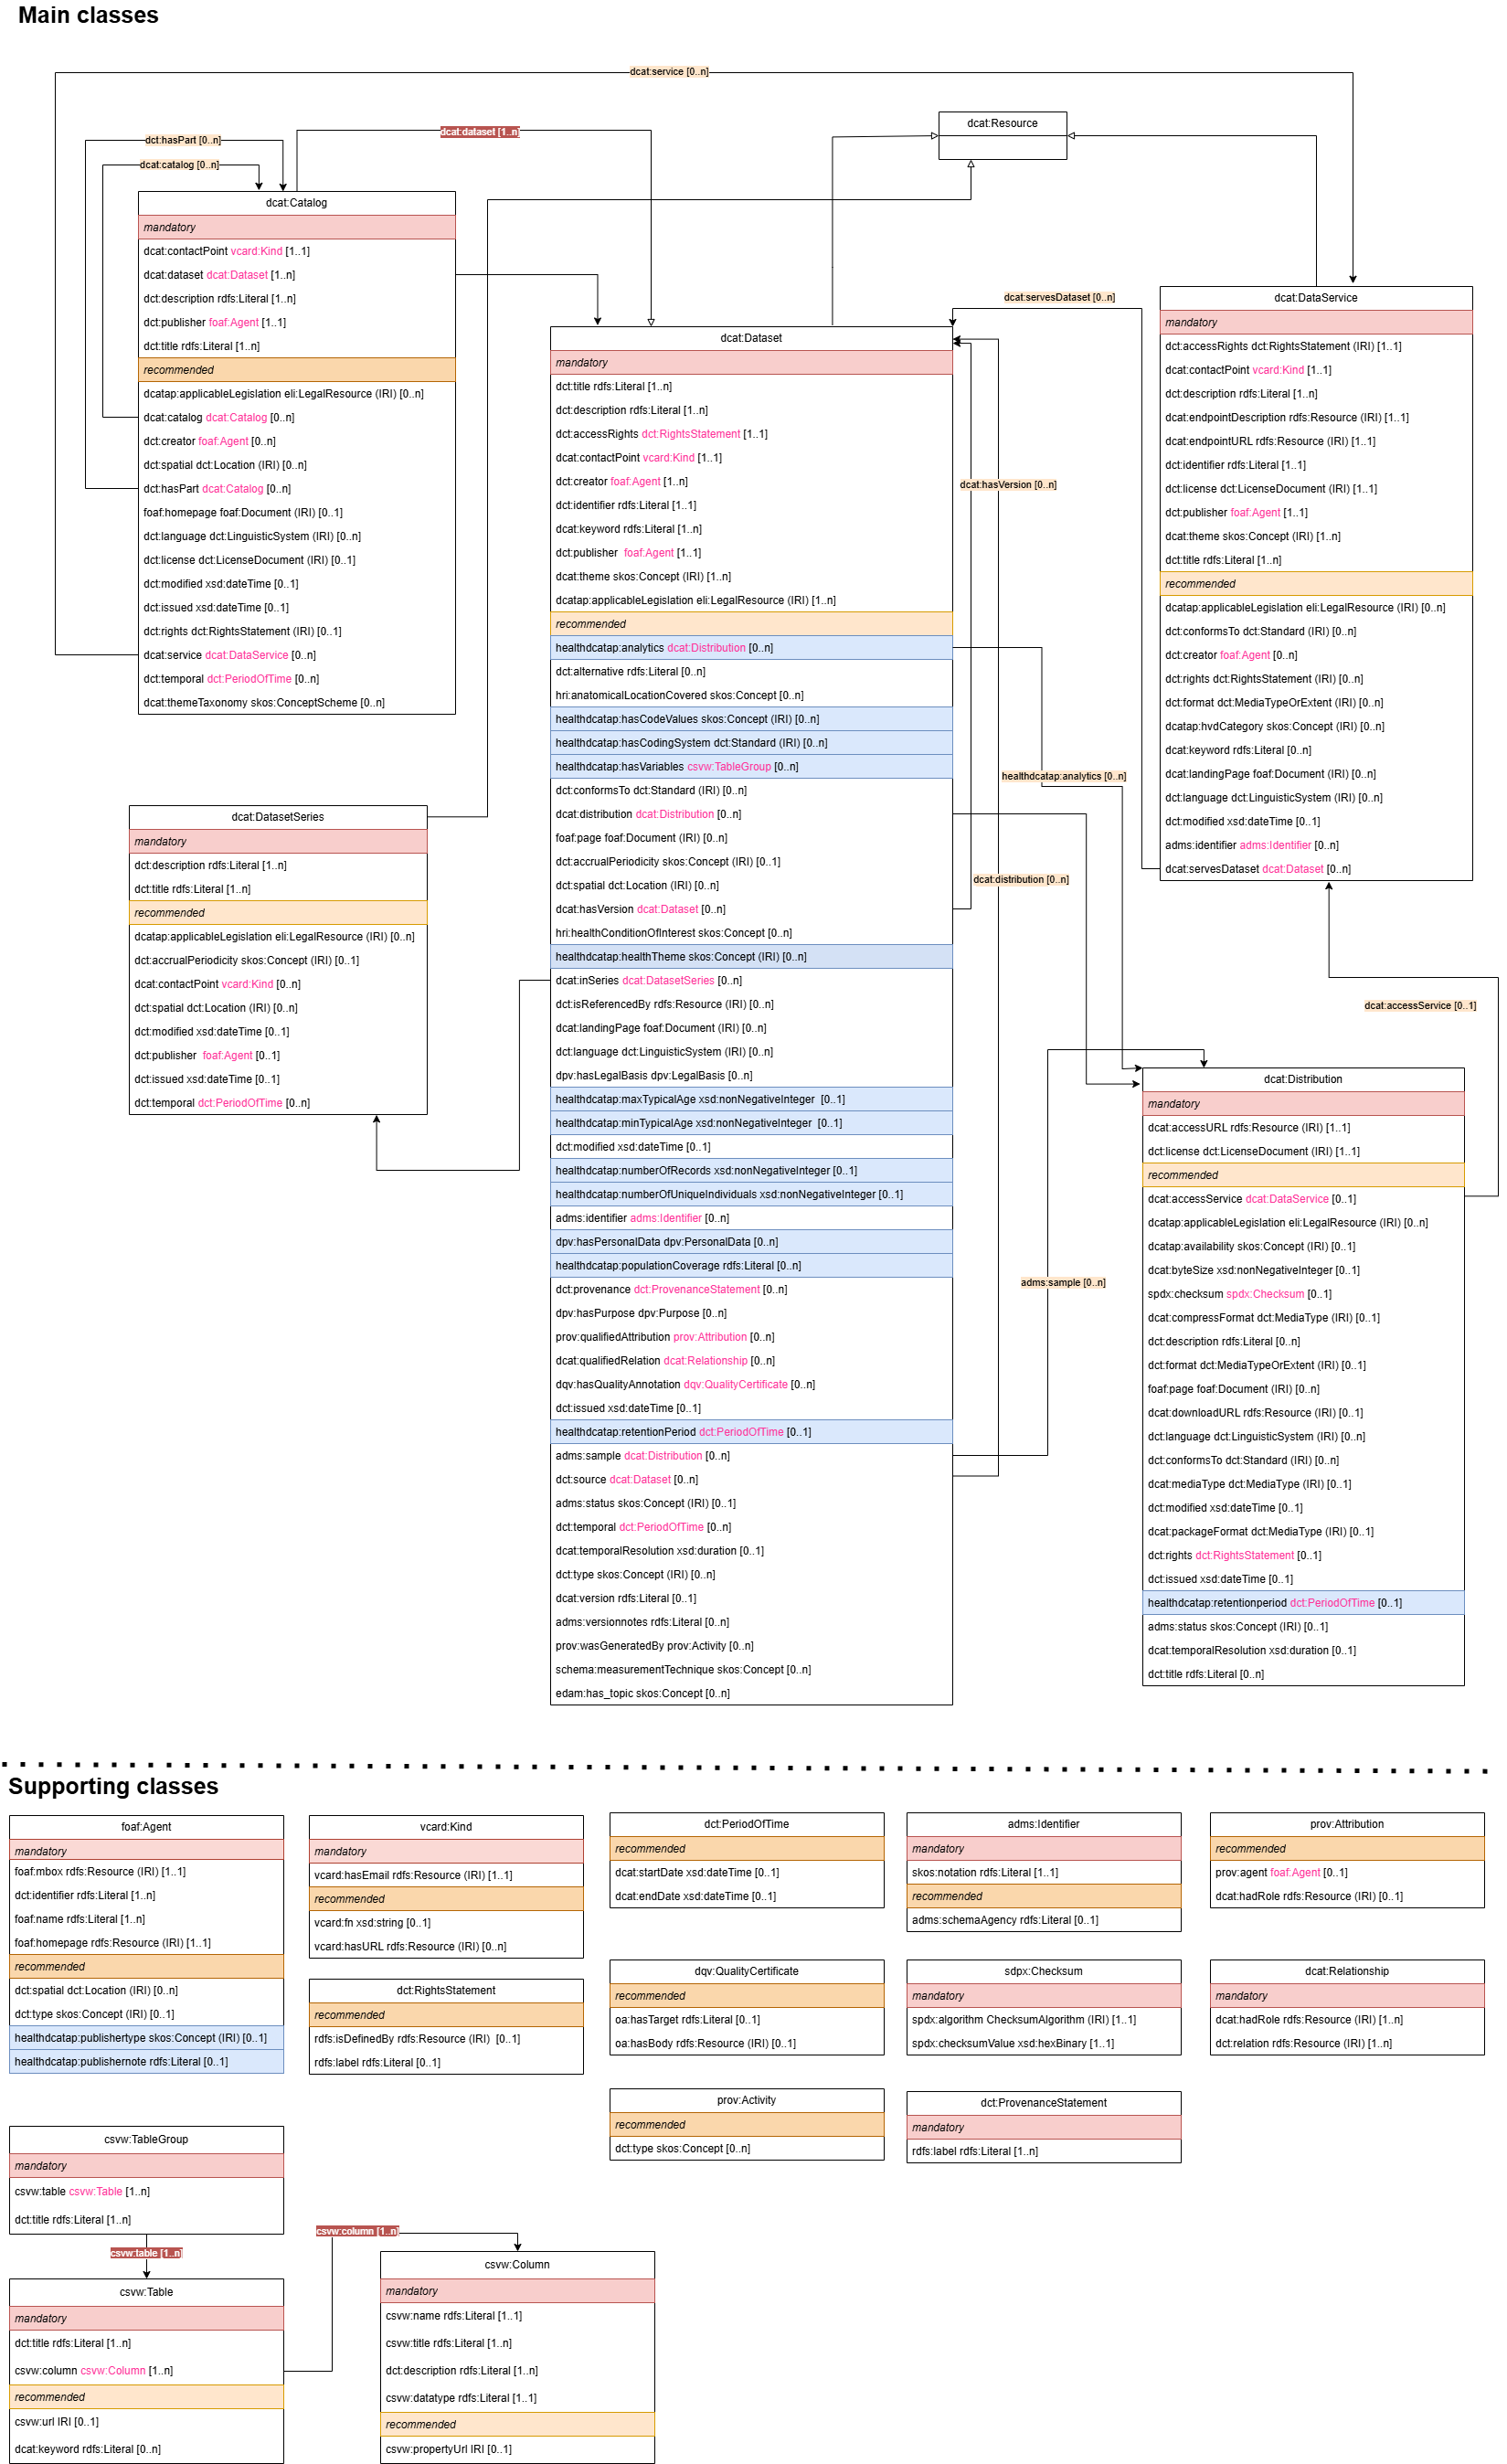 Main classes
dcat:service [0..n]
dcat:Resource
dct:hasPart [0..n]
dcat:dataset [1..n]
dcat:catalog [0..n]
dcat:Catalog
mandatory
dcat:contactPoint vcard:Kind [1..1]
dcat:dataset dcat:Dataset [1..n]
dct:description rdfs:Literal [1..n]
dct:publisher foaf:Agent [1..1]
dct:title rdfs:Literal [1..n]
recommended
dcatap:applicableLegislation eli:LegalResource (IRI) [0..n]
dcat:catalog dcat:Catalog [0..n]
dct:creator foaf:Agent [0..n]
dct:spatial dct:Location (IRI) [0..n]
dct:hasPart dcat:Catalog [0..n]
foaf:homepage foaf:Document (IRI) [0..1]
dct:language dct:LinguisticSystem (IRI) [0..n]
dct:license dct:LicenseDocument (IRI) [0..1]
dct:modified xsd:dateTime [0..1]
dct:issued xsd:dateTime [0..1]
dct:rights dct:RightsStatement (IRI) [0..1]
dcat:service dcat:DataService [0..n]
dct:temporal dct:PeriodOfTime [0..n]
dcat:themeTaxonomy skos:ConceptScheme [0..n]
dcat:DatasetSeries
mandatory
dct:description rdfs:Literal [1..n]
dct:title rdfs:Literal [1..n]
recommended
dcatap:applicableLegislation eli:LegalResource (IRI) [0..n]
dct:accrualPeriodicity skos:Concept (IRI) [0..1]
dcat:contactPoint vcard:Kind [0..n]
dct:spatial dct:Location (IRI) [0..n]
dct:modified xsd:dateTime [0..1]
dct:publisher foaf:Agent [0..1]
dct:issued xsd:dateTime [0..1]
dct:temporal dct:PeriodOfTime [0..n]
dcat:Dataset
mandatory
dct:title rdfs:Literal [1..n]
dct:description rdfs:Literal [1..n]
dct:accessRights dct:RightsStatement [1..1]
dcat:contactPoint vcard:Kind [1..1]
dct:creator foaf:Agent [1..n]
dct:identifier rdfs:Literal [1..1]
dcat:keyword rdfs:Literal [1..n]
dct:publisher foaf:Agent [1..1]
dcat:theme skos:Concept (IRI) [1..n]
dcatap:applicableLegislation eli:LegalResource (IRI) [1..n]
recommended
healthdcatap:analytics dcat:Distribution [0..n]
dct:alternative rdfs:Literal [0..n]
hri:anatomicalLocationCovered skos:Concept [0..n]
healthdcatap:hasCodeValues skos:Concept (IRI) [0..n]
healthdcatap:hasCodingSystem dct:Standard (IRI) [0..n]
healthdcatap:hasVariables csvw:TableGroup [0..n]
dct:conformsTo dct:Standard (IRI) [0..n]
dcat:distribution dcat:Distribution [0..n]
foaf:page foaf:Document (IRI) [0..n]
dct:accrualPeriodicity skos:Concept (IRI) [0..1]
dct:spatial dct:Location (IRI) [0..n]
dcat:hasVersion dcat:Dataset [0..n]
hri:healthConditionOfInterest skos:Concept [0..n]
healthdcatap:healthTheme skos:Concept (IRI) [0..n]
dcat:inSeries dcat:DatasetSeries [0..n]
dct:isReferencedBy rdfs:Resource (IRI) [0..n]
dcat:landingPage foaf:Document (IRI) [0..n]
dct:language dct:LinguisticSystem (IRI) [0..n]
dpv:hasLegalBasis dpv:LegalBasis [0..n]
healthdcatap:maxTypicalAge xsd:nonNegativeInteger [0..1]
healthdcatap:minTypicalAge xsd:nonNegativeInteger [0..1]
dct:modified xsd:dateTime [0..1]
healthdcatap:numberOfRecords xsd:nonNegativeInteger [0..1]
healthdcatap:numberOfUniqueIndividuals xsd:nonNegativeInteger [0..1]
adms:identifier adms:Identifier [0..n]
dpv:hasPersonalData dpv:PersonalData [0..n]
healthdcatap:populationCoverage rdfs:Literal [0..n]
dct:provenance dct:ProvenanceStatement [0..n]
dpv:hasPurpose dpv:Purpose [0..n]
prov:qualifiedAttribution prov:Attribution [0..n]
dcat:qualifiedRelation dcat:Relationship [0..n]
dqv:hasQualityAnnotation dqv:QualityCertificate [0..n]
dct:issued xsd:dateTime [0..1]
healthdcatap:retentionPeriod dct:PeriodOfTime [0..1]
adms:sample dcat:Distribution [0..n]
dct:source dcat:Dataset [0..n]
adms:status skos:Concept (IRI) [0..1]
dct:temporal dct:PeriodOfTime [0..n]
dcat:temporalResolution xsd:duration [0..1]
dct:type skos:Concept (IRI) [0..n]
dcat:version rdfs:Literal [0..1]
adms:versionnotes rdfs:Literal [0..n]
prov:wasGeneratedBy prov:Activity [0..n]
schema:measurementTechnique skos:Concept [0..n]
edam:has_topic skos:Concept [0..n]
dcat:servesDataset [0..n]
dcat:hasVersion [0..n]
healthdcatap:analytics [0..n]
dcat:distribution [0..n]
adms:sample [0..n]
dcat:DataService
mandatory
dct:accessRights dct:RightsStatement (IRI) [1..1]
dcat:contactPoint vcard:Kind [1..1]
dct:description rdfs:Literal [1..n]
dcat:endpointDescription rdfs:Resource (IRI) [1..1]
dcat:endpointURL rdfs:Resource (IRI) [1..1]
dct:identifier rdfs:Literal [1..1]
dct:license dct:LicenseDocument (IRI) [1..1]
dct:publisher foaf:Agent [1..1]
dcat:theme skos:Concept (IRI) [1..n]
dct:title rdfs:Literal [1..n]
recommended
dcatap:applicableLegislation eli:LegalResource (IRI) [0..n]
dct:conformsTo dct:Standard (IRI) [0..n]
dct:creator foaf:Agent [0..n]
dct:rights dct:RightsStatement (IRI) [0..n]
dct:format dct:MediaTypeOrExtent (IRI) [0..n]
dcatap:hvdCategory skos:Concept (IRI) [0..n]
dcat:keyword rdfs:Literal [0..n]
dcat:landingPage foaf:Document (IRI) [0..n]
dct:language dct:LinguisticSystem (IRI) [0..n]
dct:modified xsd:dateTime [0..1]
adms:identifier adms:Identifier [0..n]
dcat:servesDataset dcat:Dataset [0..n]
dcat:accessService [0..1]
dcat:Distribution
mandatory
dcat:accessURL rdfs:Resource (IRI) [1..1]
dct:license dct:LicenseDocument (IRI) [1..1]
recommended
dcat:accessService dcat:DataService [0..1]
dcatap:applicableLegislation eli:LegalResource (IRI) [0..n]
dcatap:availability skos:Concept (IRI) [0..1]
dcat:byteSize xsd:nonNegativeInteger [0..1]
spdx:checksum spdx:Checksum [0..1]
dcat:compressFormat dct:MediaType (IRI) [0..1]
dct:description rdfs:Literal [0..n]
dct:format dct:MediaTypeOrExtent (IRI) [0..1]
foaf:page foaf:Document (IRI) [0..n]
dcat:downloadURL rdfs:Resource (IRI) [0..1]
dct:language dct:LinguisticSystem (IRI) [0..n]
dct:conformsTo dct:Standard (IRI) [0..n]
dcat:mediaType dct:MediaType (IRI) [0..1]
dct:modified xsd:dateTime [0..1]
dcat:packageFormat dct:MediaType (IRI) [0..1]
dct:rights dct:RightsStatement [0..1]
dct:issued xsd:dateTime [0..1]
healthdcatap:retentionperiod dct:PeriodOfTime [0..1]
adms:status skos:Concept (IRI) [0..1]
dcat:temporalResolution xsd:duration [0..1]
dct:title rdfs:Literal [0..n]
Supporting classes
foaf:Agent
mandatory
foaf:mbox rdfs:Resource (IRI) [1..1]
dct:identifier rdfs:Literal [1..n]
foaf:name rdfs:Literal [1..n]
foaf:homepage rdfs:Resource (IRI) [1..1]
recommended
dct:spatial dct:Location (IRI) [0..n]
dct:type skos:Concept (IRI) [0..1]
healthdcatap:publishertype skos:Concept (IRI) [0..1]
healthdcatap:publishernote rdfs:Literal [0..1]
vcard:Kind
mandatory
vcard:hasEmail rdfs:Resource (IRI) [1..1]
recommended
vcard:fn xsd:string [0..1]
vcard:hasURL rdfs:Resource (IRI) [0..n]
dct:RightsStatement
recommended
rdfs:isDefinedBy rdfs:Resource (IRI) [0..1]
rdfs:label rdfs:Literal [0..1]
dct:PeriodOfTime
recommended
dcat:startDate xsd:dateTime [0..1]
dcat:endDate xsd:dateTime [0..1]
adms:Identifier
mandatory
skos:notation rdfs:Literal [1..1]
recommended
adms:schemaAgency rdfs:Literal [0..1]
prov:Attribution
recommended
prov:agent foaf:Agent [0..1]
dcat:hadRole rdfs:Resource (IRI) [0..1]
dqv:QualityCertificate
recommended
oa:hasTarget rdfs:Literal [0..1]
oa:hasBody rdfs:Resource (IRI) [0..1]
sdpx:Checksum
mandatory
spdx:algorithm ChecksumAlgorithm (IRI) [1..1]
spdx:checksumValue xsd:hexBinary [1..1]
dcat:Relationship
mandatory
dcat:hadRole rdfs:Resource (IRI) [1..n]
dct:relation rdfs:Resource (IRI) [1..n]
prov:Activity
recommended
dct:type skos:Concept [0..n]
dct:ProvenanceStatement
mandatory
rdfs:label rdfs:Literal [1..n]
csvw:TableGroup
mandatory
csvw:table csvw:Table [1..n]
dct:title rdfs:Literal [1..n]
csvw:table [1..n]
csvw:Table
mandatory
dct:title rdfs:Literal [1..n]
csvw:column csvw:Column [1..n]
recommended
csvw:url IRI [0..1]
dcat:keyword rdfs:Literal [0..n]
csvw:column [1..n]
csvw:Column
mandatory
csvw:name rdfs:Literal [1..1]
csvw:title rdfs:Literal [1..n]
dct:description rdfs:Literal [1..n]
csvw:datatype rdfs:Literal [1..1]
recommended
csvw:propertyUrl IRI [0..1]